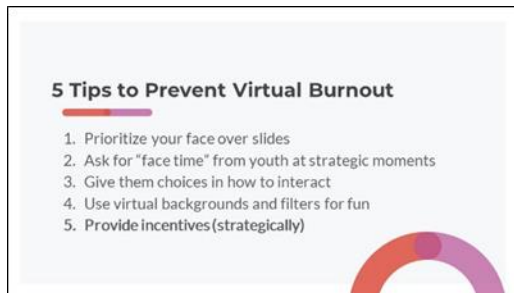 5 Tips to Prevent Virtual Burnout
1. Prioritize your face over slides
2. Ask for "face time" from youth at strategic moments
3. Give them choices in how to interact
4. Use virtual backgrounds and filters for fun
5. Provide incentives (strategically)